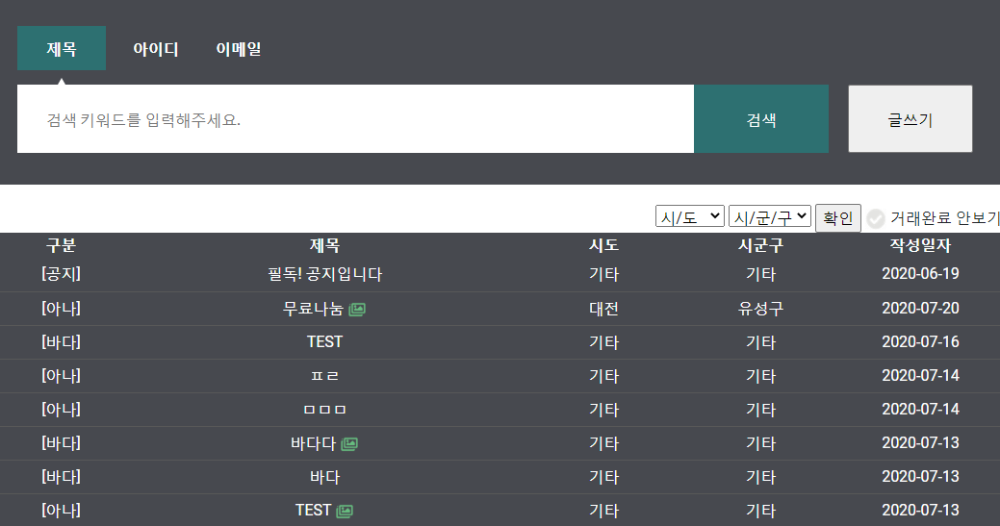 제목 아이디 이메일
검색 키워드를 입력해주세요. 검색 글쓰기
시/도 시/군/구 확인 거래완료 안보기
구분 제목 시도 시군구 작성일자
[공지] 필독! 공지입니다 기타 기타 2020-06-19
[아나] 무료나눔 대전 유성구 2020-07-20
[바다] TEST 기타 기타 2020-07-16
[아나] ㅍㄹ 기타 기타 2020-07-14
[아나] ㅁㅁㅁ 기타 기타 2020-07-14
[바다] 바다다 기타 기타 2020-07-13
[바다] 바다 기타 기타 2020-07-13
[아나] TEST 기타 기타 2020-07-13